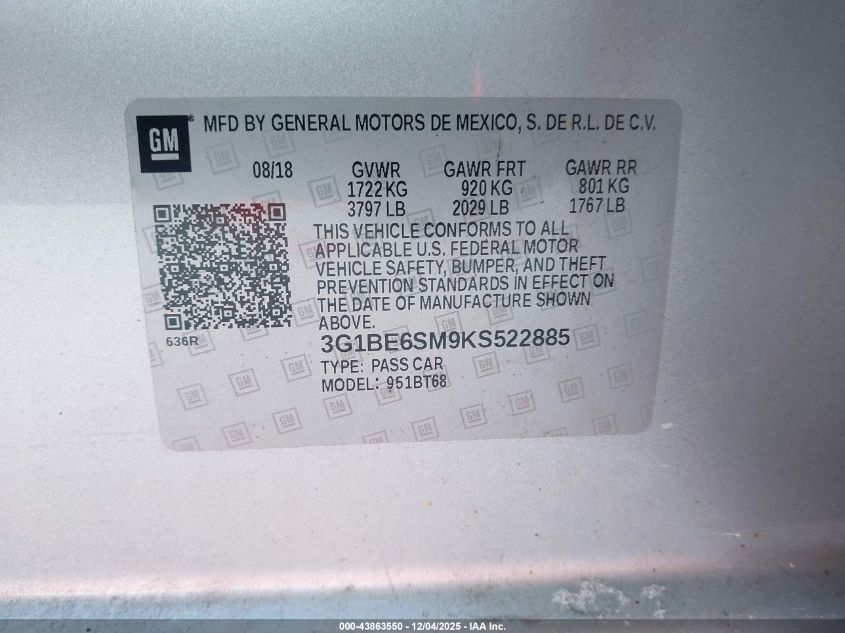 GM ® MFD BY GENERAL MOTORS DE MEXICO, S. DE R.L. DE C.V.
08/18 GVWR GAWR FRT GAWR RR
1722 KG 920 KG 801 KG
3797 LB 2029 LB 1767 LB
THIS VEHICLE CONFORMS TO ALL
APPLICABLE U.S. FEDERAL MOTOR
VEHICLE SAFETY, BUMPER, AND THEFT
PREVENTION STANDARDS IN EFFECT ON
THE DATE OF MANUFACTURE SHOWN
ABOVE.
636R
3G1BE6SM9KS522885
TYPE: PASS CAR
MODEL: 951BT68
000-43863550 - 12/04/2025 - IAA Inc.